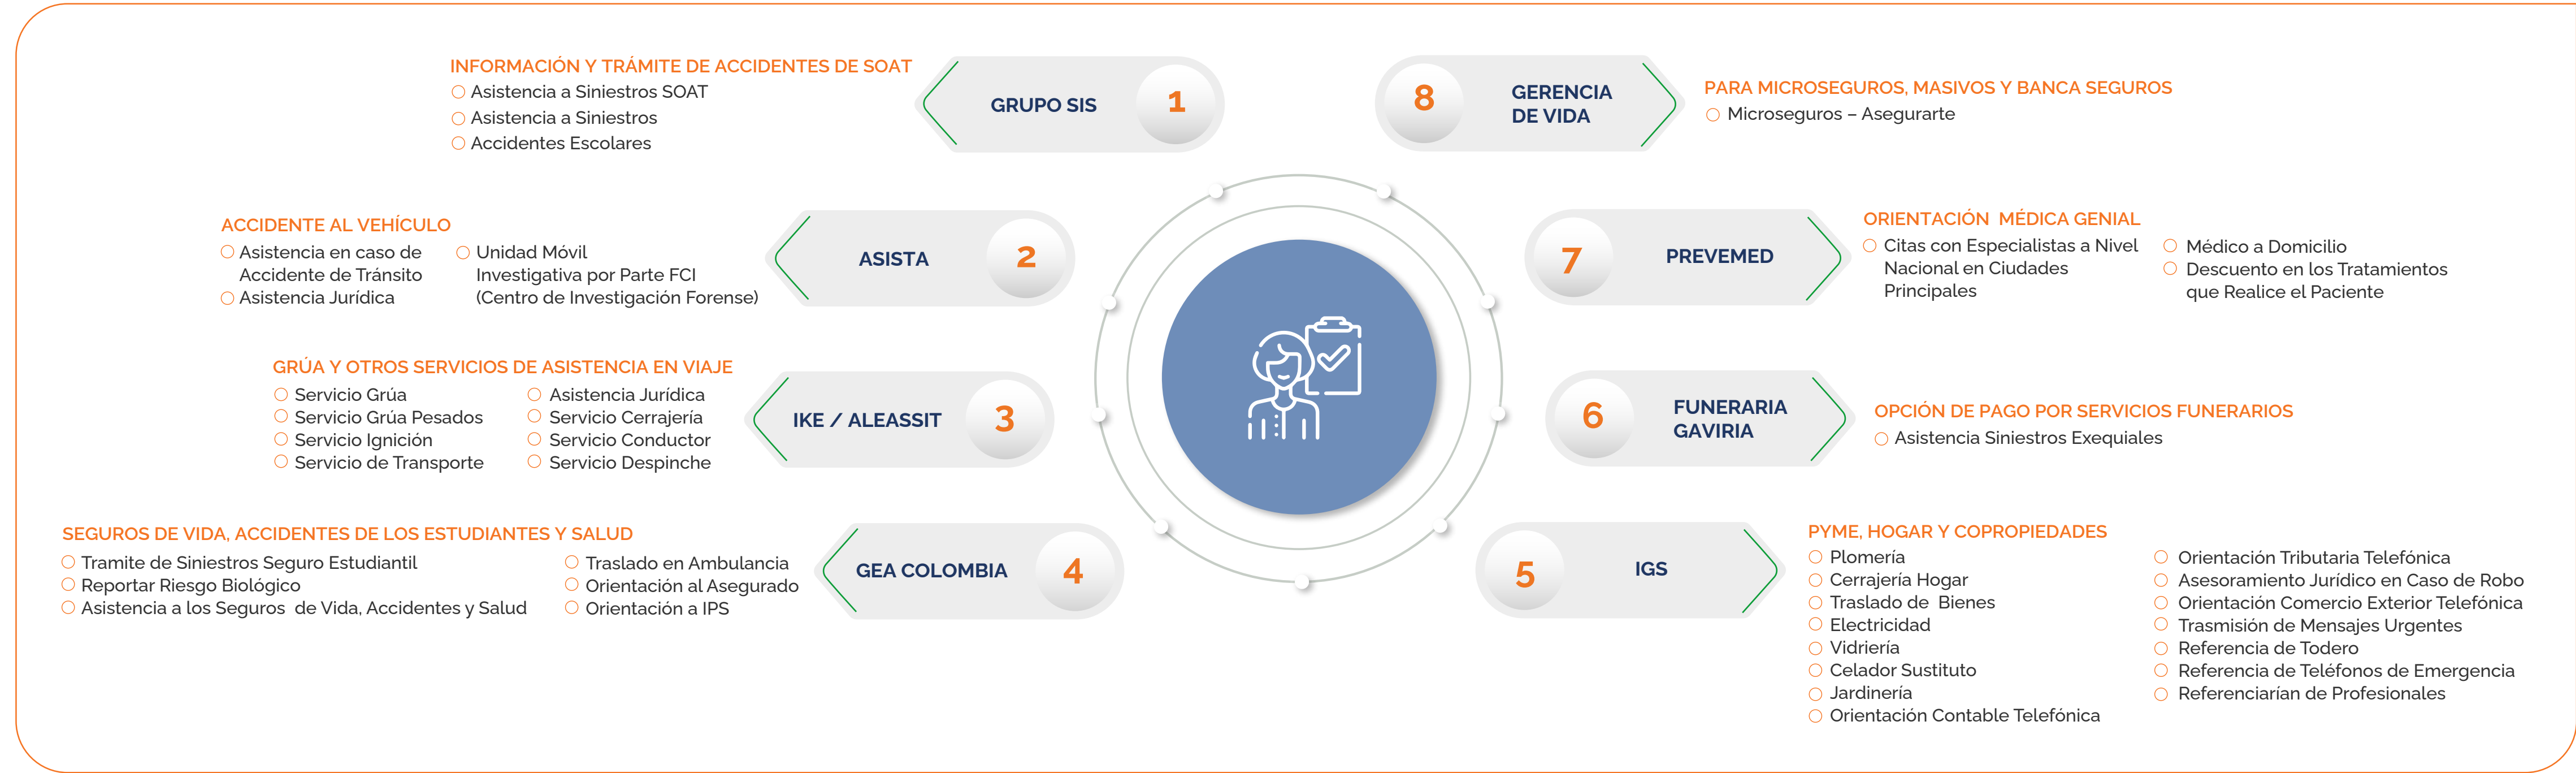 INFORMACIÓN Y TRÁMITE DE ACCIDENTES DE SOAT
Asistencia a Siniestros SOAT
Asistencia a Siniestros
Accidentes Escolares
GRUPO SIS
1
ACCIDENTE AL VEHÍCULO
Asistencia en caso de
Accidente de Tránsito
Asistencia Jurídica
Unidad Móvil
Investigativa por Parte FCI
(Centro de Investigación Forense)
ASISTA
2
GRÚA Y OTROS SERVICIOS DE ASISTENCIA EN VIAJE
Servicio Grúa
Servicio Grúa Pesados
Servicio Ignición
Servicio de Transporte
Asistencia Jurídica
Servicio Cerrajería
Servicio Conductor
Servicio Despinche
IKE / ALEASSIT
3
SEGUROS DE VIDA, ACCIDENTES DE LOS ESTUDIANTES Y SALUD
Tramite de Siniestros Seguro Estudiantil
Reportar Riesgo Biológico
Asistencia a los Seguros de Vida, Accidentes y Salud
Traslado en Ambulancia
Orientación al Asegurado
Orientación a IPS
GEA COLOMBIA
4
8
GERENCIA
DE VIDA
PARA MICROSEGUROS, MASIVOS Y BANCA SEGUROS
Microseguros – Asegurarte
7
PREVEMED
ORIENTACIÓN MÉDICA GENIAL
Citas con Especialistas a Nivel
Nacional en Ciudades
Principales
Médico a Domicilio
Descuento en los Tratamientos
que Realice el Paciente
6
FUNERARIA
GAVIRIA
OPCIÓN DE PAGO POR SERVICIOS FUNERARIOS
Asistencia Siniestros Exequiales
5
IGS
PYME, HOGAR Y COPROPIEDADES
Plomería
Cerrajería Hogar
Traslado de Bienes
Electricidad
Vidriería
Celador Sustituto
Jardinería
Orientación Contable Telefónica
Orientación Tributaria Telefónica
Asesoramiento Jurídico en Caso de Robo
Orientación Comercio Exterior Telefónica
Trasmisión de Mensajes Urgentes
Referencia de Todero
Referencia de Teléfonos de Emergencia
Referenciarían de Profesionales